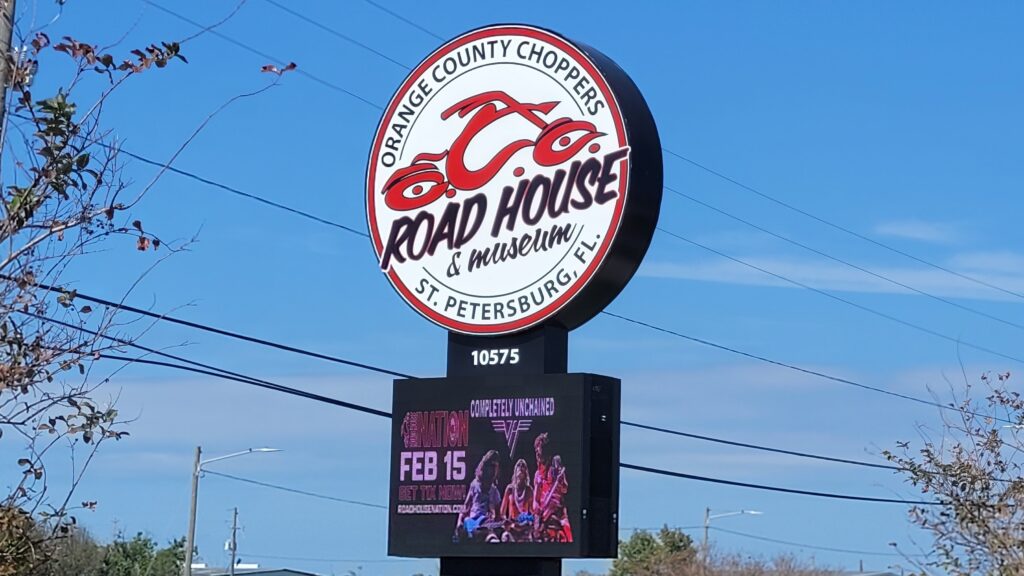 ORANGE COUNTY CHOPPERS
ROAD HOUSE
& museum
ST. PETERSBURG, FL.
10575
NATION
FEB 15
GET TIX NOW!
ROADHOUSENATION.COM
COMPLETELY UNCHAINED